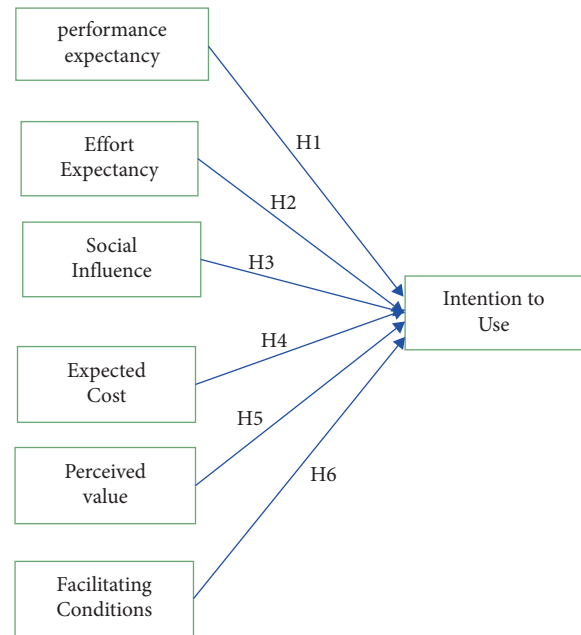 performance
expectancy
H1
Effort
Expectancy
H2
Social
Influence
H3
Intention to
Use
Expected
Cost
H4
Perceived
value
H5
H6
Facilitating
Conditions